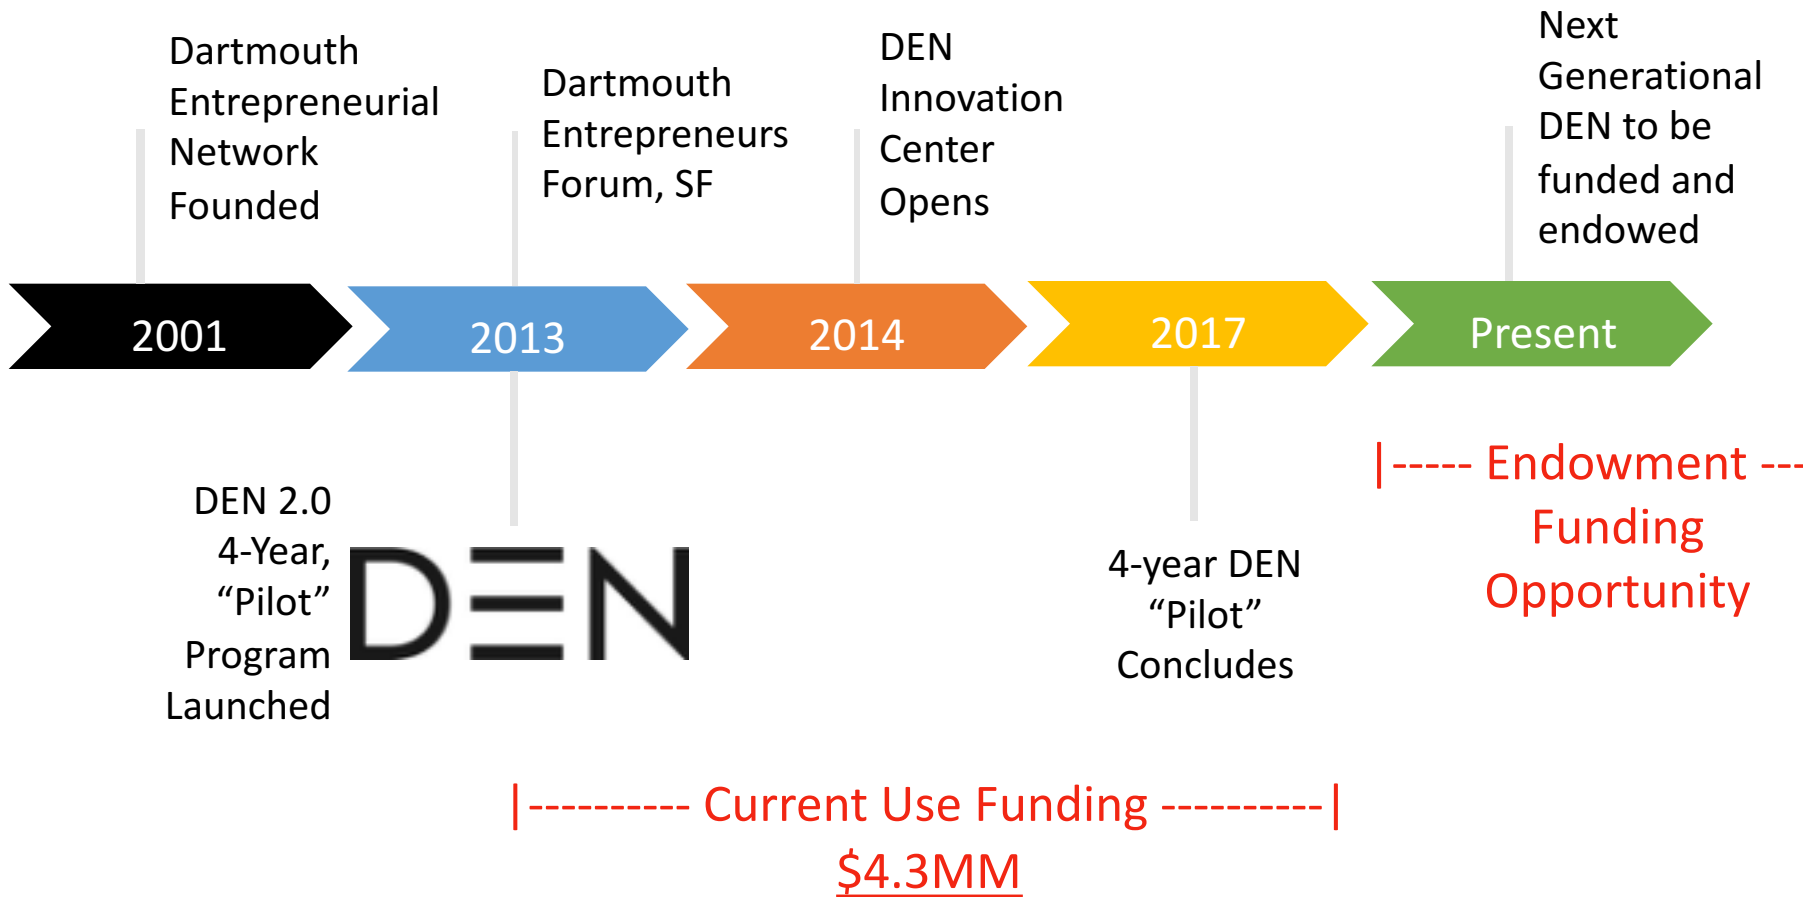 Dartmouth
Entrepreneurial
Network
Founded
Dartmouth
Entrepreneurs
Forum, SF
DEN
Innovation
Center
Opens
Next
Generational
DEN to be
funded and
endowed
2001
2013
2014
2017
Present
DEN 2.0
4-Year,
“Pilot”
Program
Launched
DEN
4-year DEN
“Pilot”
Concludes
|----- Endowment ---
Funding
Opportunity
|---------- Current Use Funding ----------|
$4.3MM